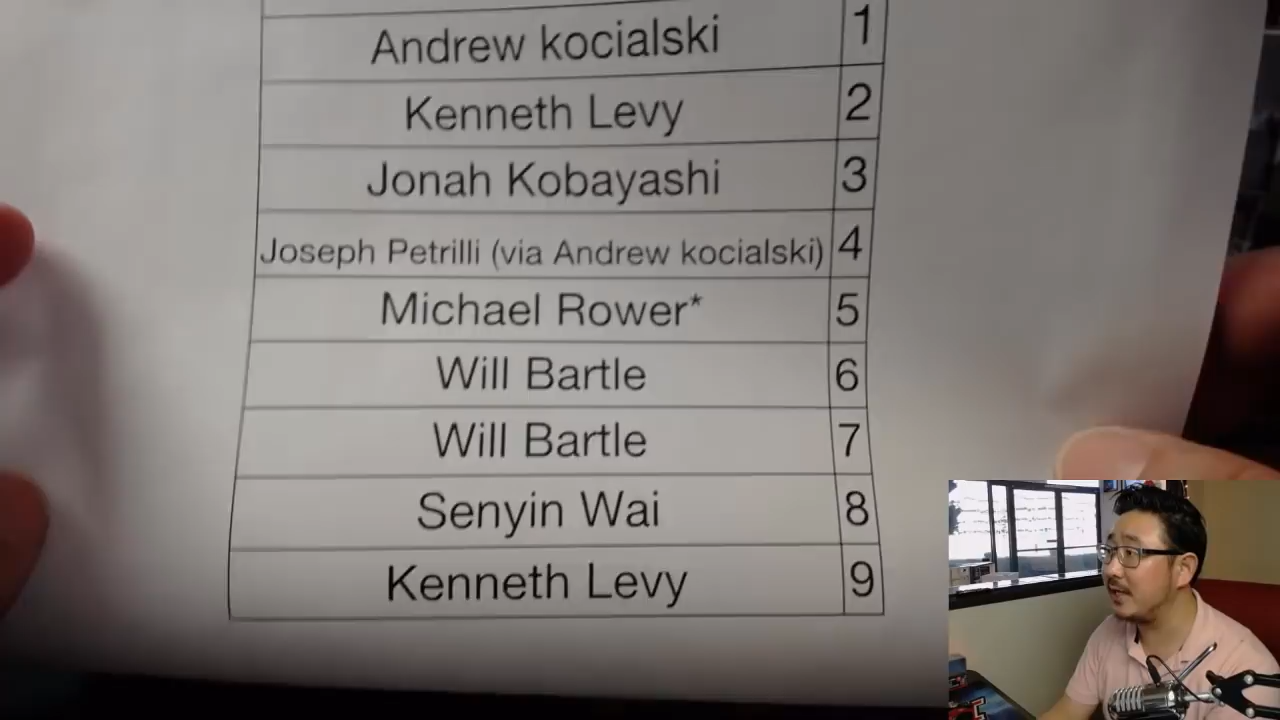 Andrew kocialski 1
Kenneth Levy 2
Jonah Kobayashi 3
Joseph Petrilli (via Andrew kocialski) 4
Michael Rower* 5
Will Bartle 6
Will Bartle 7
Senyin Wai 8
Kenneth Levy 9